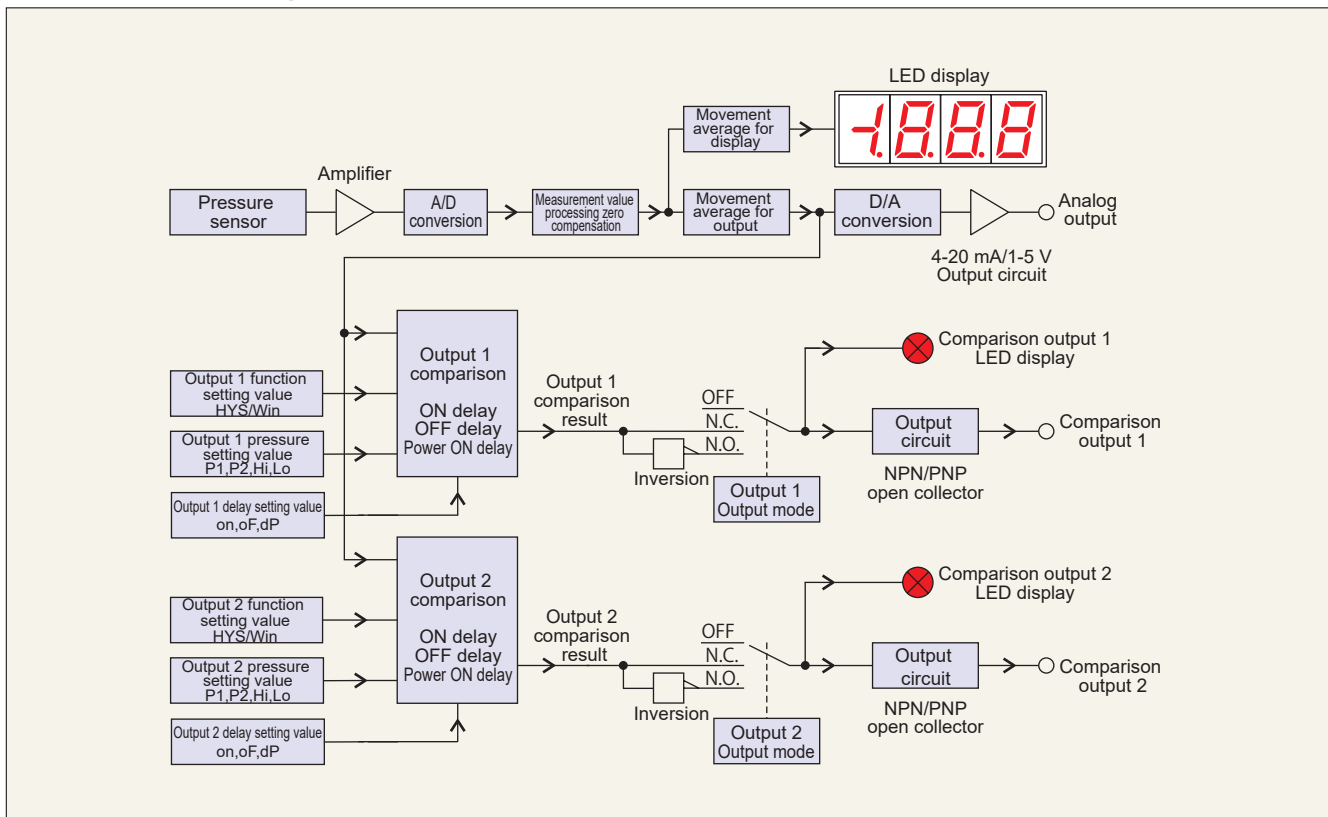 LED display
-1.8.8.8
Movement
average for
display
Amplifier
Pressure
sensor
A/D
conversion
Measurement value
processing zero
compensation
Movement
average for
output
D/A
conversion
Analog
output
4-20 mA/1-5 V
Output circuit
Output 1
comparison
ON delay
OFF delay
Power ON delay
Output 1 function
setting value
HYS/Win
Output 1 pressure
setting value
P1,P2,Hi,Lo
Output 1 delay setting value
on,oF,dP
Output 1
comparison
result
OFF
N.C.
N.O.
Inversion
Output 1
Output mode
Comparison output 1
LED display
Output
circuit
NPN/PNP
open collector
Comparison
output 1
Output 2
comparison
ON delay
OFF delay
Power ON delay
Output 2 function
setting value
HYS/Win
Output 2 pressure
setting value
P1,P2,Hi,Lo
Output 2 delay setting value
on,oF,dP
Output 2
comparison
result
OFF
N.C.
N.O.
Inversion
Output 2
Output mode
Comparison output 2
LED display
Output
circuit
NPN/PNP
open collector
Comparison
output 2